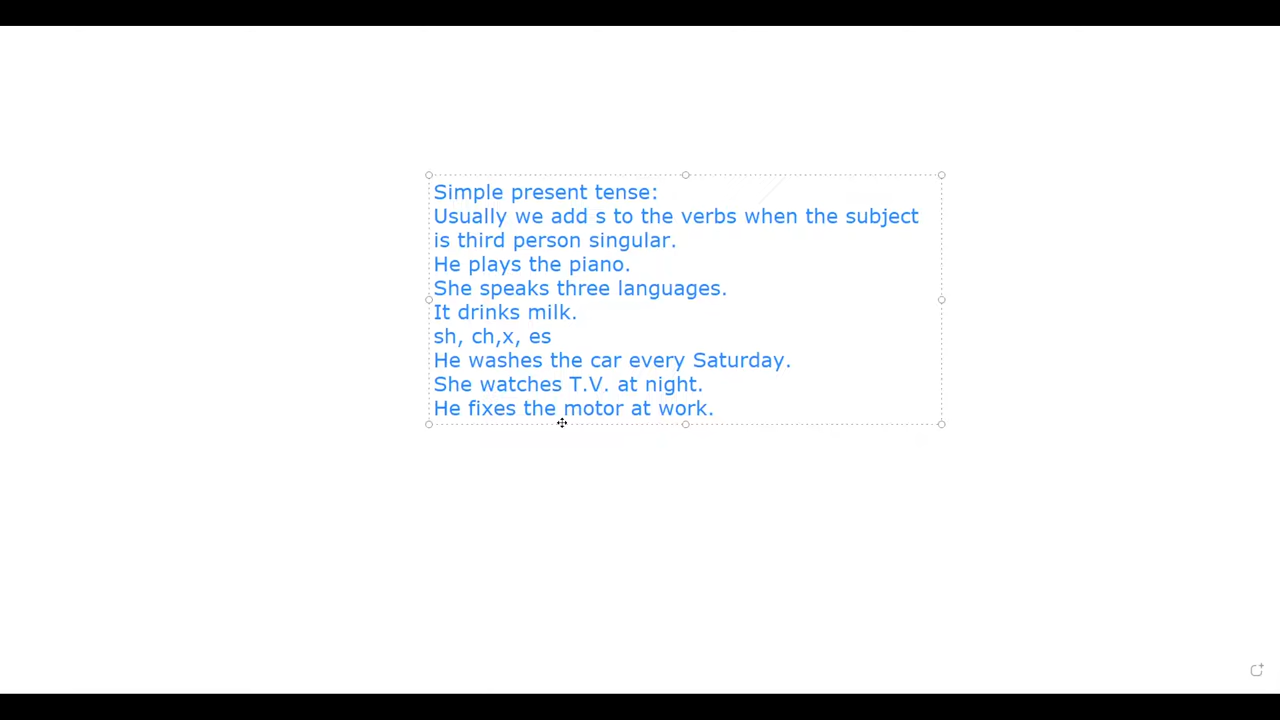 Simple present tense:
Usually we add s to the verbs when the subject
is third person singular.
He plays the piano.
She speaks three languages.
It drinks milk.
sh, ch,x, es
He washes the car every Saturday.
She watches T.V. at night.
He fixes the motor at work.